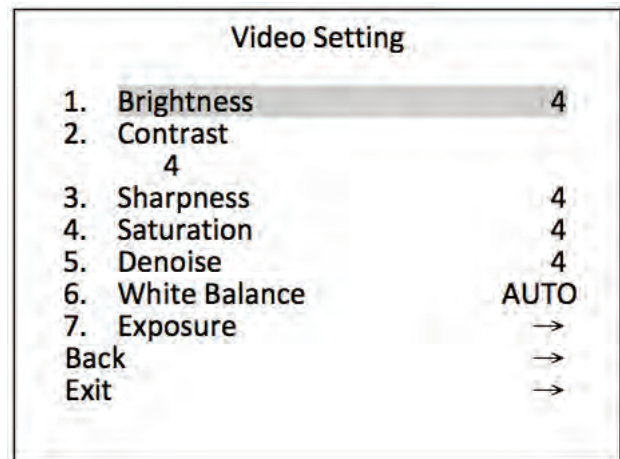 Video Setting
1. Brightness 4
2. Contrast
4
3. Sharpness 4
4. Saturation 4
5. Denoise 4
6. White Balance AUTO
7. Exposure →
Back →
Exit →